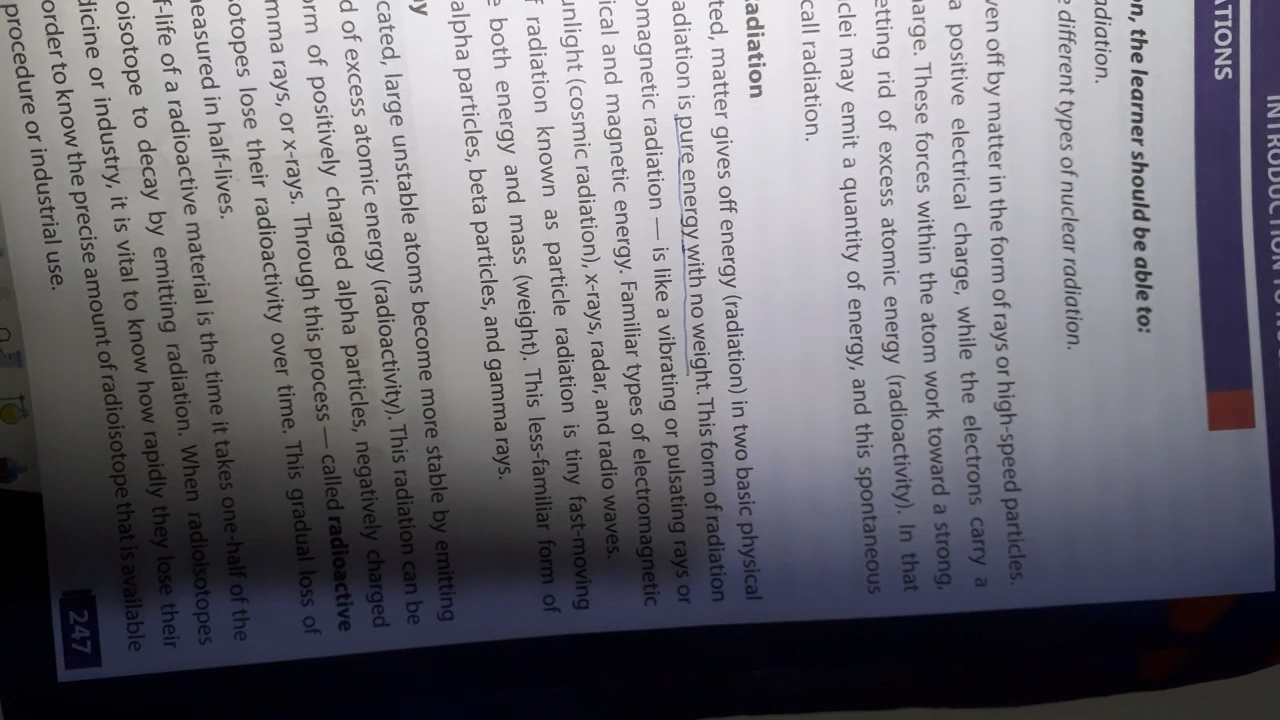 INTRODUCTION TO
ATIONS
on, the learner should be able to:
adiation.
e different types of nuclear radiation.
ven off by matter in the form of rays or high-speed particles.
a positive electrical charge, while the electrons carry a
arge. These forces within the atom work toward a strong,
etting rid of excess atomic energy (radioactivity). In that
clei may emit a quantity of energy, and this spontaneous
call radiation.
adiation
ted, matter gives off energy (radiation) in two basic physical
adiation is pure energy with no weight. This form of radiation
omagnetic radiation — is like a vibrating or pulsating rays or
ical and magnetic energy. Familiar types of electromagnetic
unlight (cosmic radiation), x-rays, radar, and radio waves.
f radiation known as particle radiation is tiny fast-moving
e both energy and mass (weight). This less-familiar form of
alpha particles, beta particles, and gamma rays.
ay
cated, large unstable atoms become more stable by emitting
d of excess atomic energy (radioactivity). This radiation can be
orm of positively charged alpha particles, negatively charged
mma rays, or x-rays. Through this process — called radioactive
sotopes lose their radioactivity over time. This gradual loss of
measured in half-lives.
f-life of a radioactive material is the time it takes one-half of the
oisotope to decay by emitting radiation. When radioisotopes
dicine or industry, it is vital to know how rapidly they lose their
order to know the precise amount of radioisotope that is available
procedure or industrial use.
247